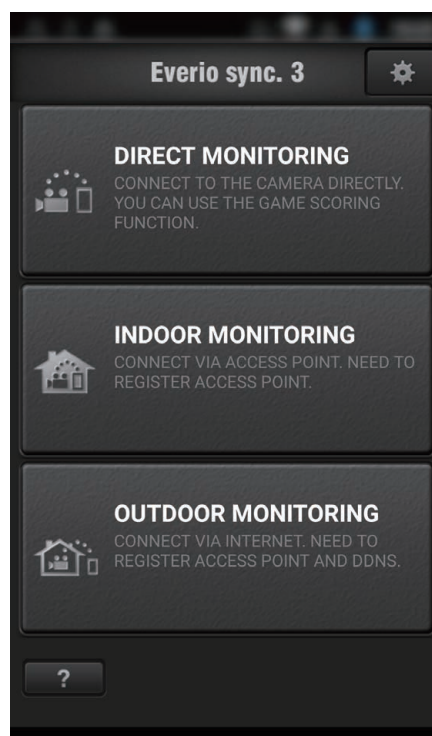 Everio sync. 3
DIRECT MONITORING
CONNECT TO THE CAMERA DIRECTLY.
YOU CAN USE THE GAME SCORING
FUNCTION.
INDOOR MONITORING
CONNECT VIA ACCESS POINT. NEED TO
REGISTER ACCESS POINT.
OUTDOOR MONITORING
CONNECT VIA INTERNET. NEED TO
REGISTER ACCESS POINT AND DDNS.
?